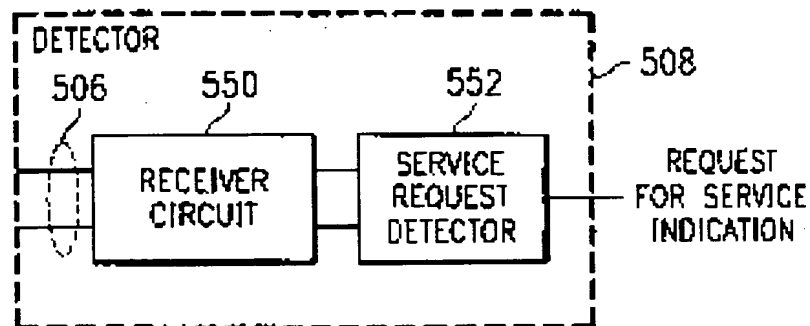 DETECTOR
508
506
550
552
RECEIVER
CIRCUIT
SERVICE
REQUEST
DETECTOR
REQUEST
FOR SERVICE
INDICATION